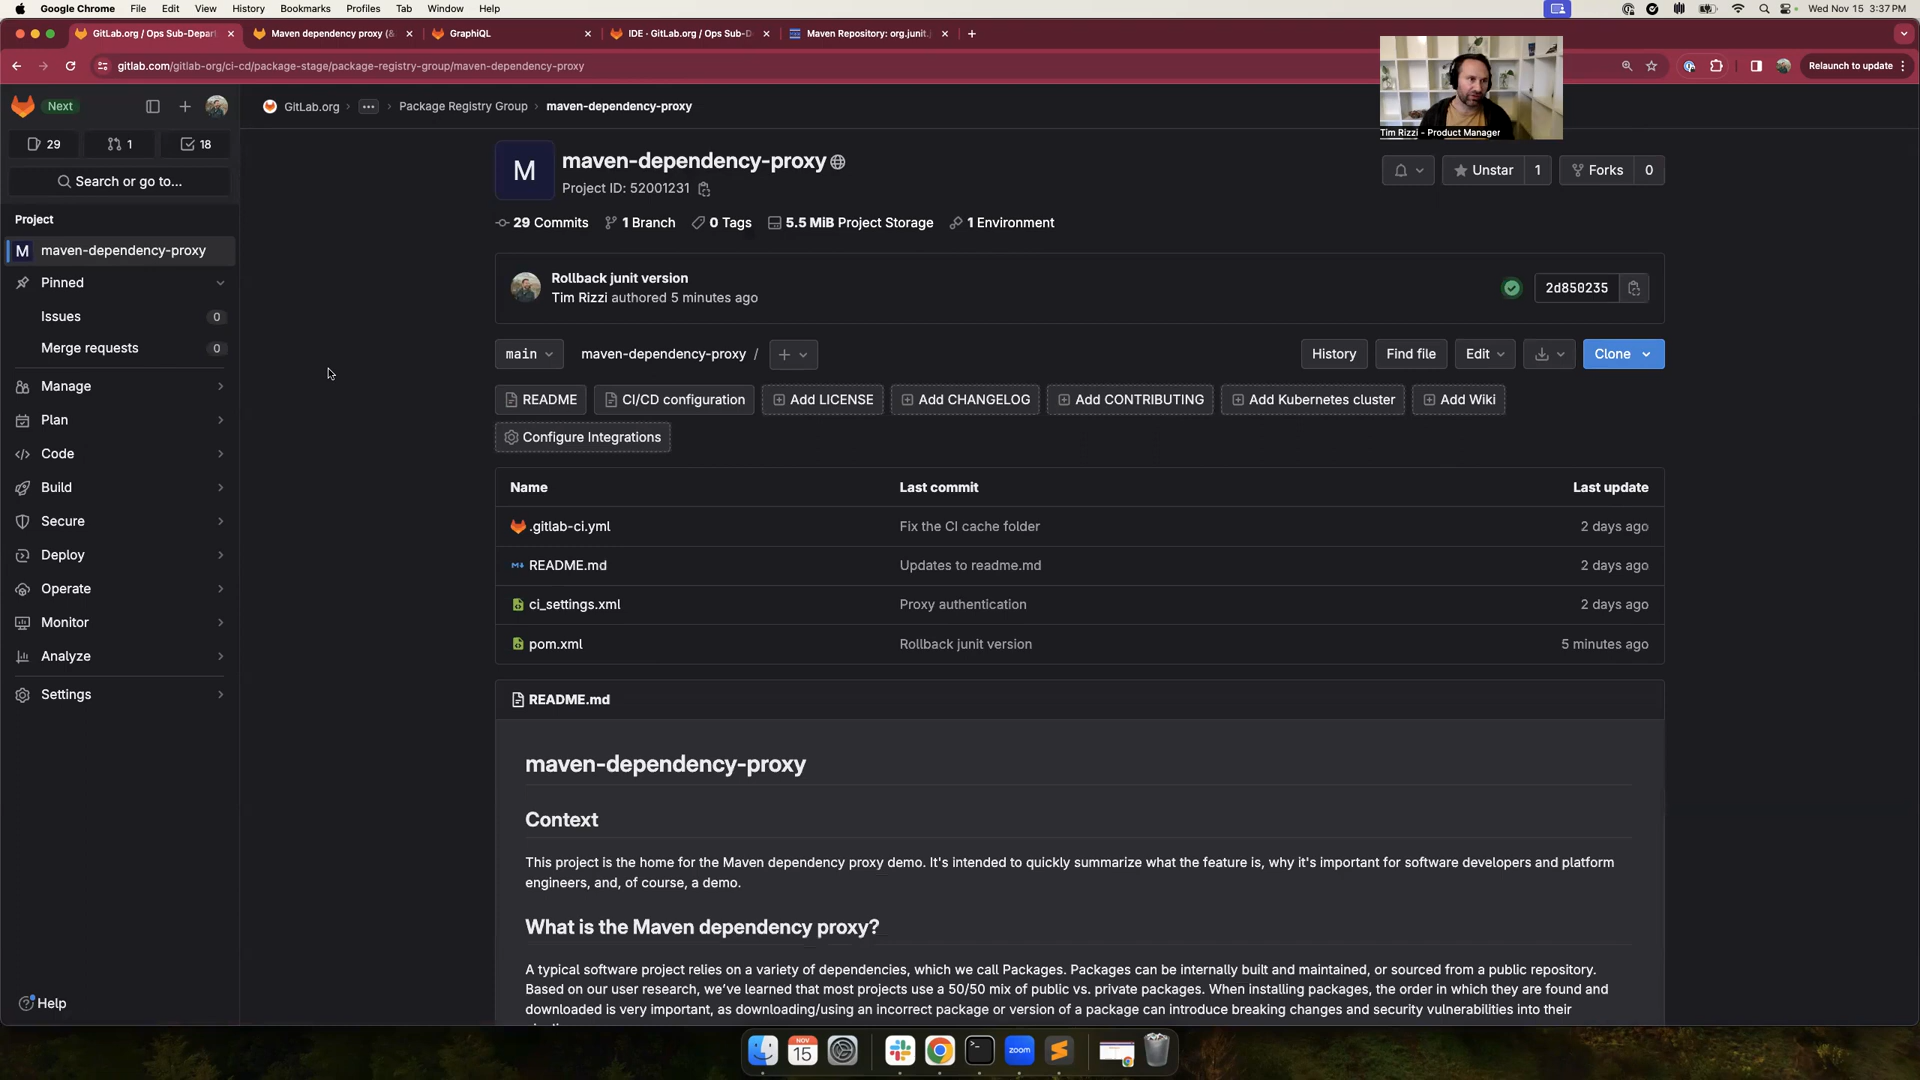 Google Chrome File Edit View History Bookmarks Profiles Tab Window Help
Wed Nov 15 3:37 PM
GitLab.org / Ops Sub-Depar
Maven dependency proxy (&
GraphiQL
IDE · GitLab.org / Ops Sub-D
Maven Repository: org.junit.
gitlab.com/gitlab-org/ci-cd/package-stage/package-registry-group/maven-dependency-proxy
Relaunch to update
Tim Rizzi - Product Manager
Next
29
1
18
Search or go to...
Project
M maven-dependency-proxy
Pinned
Issues 0
Merge requests 0
Manage
Plan
Code
Build
Secure
Deploy
Operate
Monitor
Analyze
Settings
Help
GitLab.org › ... › Package Registry Group › maven-dependency-proxy
M
maven-dependency-proxy
Project ID: 52001231
Unstar 1
Forks 0
29 Commits 1 Branch 0 Tags 5.5 MiB Project Storage 1 Environment
Rollback junit version
Tim Rizzi authored 5 minutes ago
2d850235
main
maven-dependency-proxy / +
History
Find file
Edit
Clone
README
CI/CD configuration
Add LICENSE
Add CHANGELOG
Add CONTRIBUTING
Add Kubernetes cluster
Add Wiki
Configure Integrations
Name Last commit Last update
.gitlab-ci.yml Fix the CI cache folder 2 days ago
README.md Updates to readme.md 2 days ago
ci_settings.xml Proxy authentication 2 days ago
pom.xml Rollback junit version 5 minutes ago
README.md
maven-dependency-proxy
Context
This project is the home for the Maven dependency proxy demo. It's intended to quickly summarize what the feature is, why it's important for software developers and platform
engineers, and, of course, a demo.
What is the Maven dependency proxy?
A typical software project relies on a variety of dependencies, which we call Packages. Packages can be internally built and maintained, or sourced from a public repository.
Based on our user research, we've learned that most projects use a 50/50 mix of public vs. private packages. When installing packages, the order in which they are found and
downloaded is very important, as downloading/using an incorrect package or version of a package can introduce breaking changes and security vulnerabilities into their
NOV
15
zoom